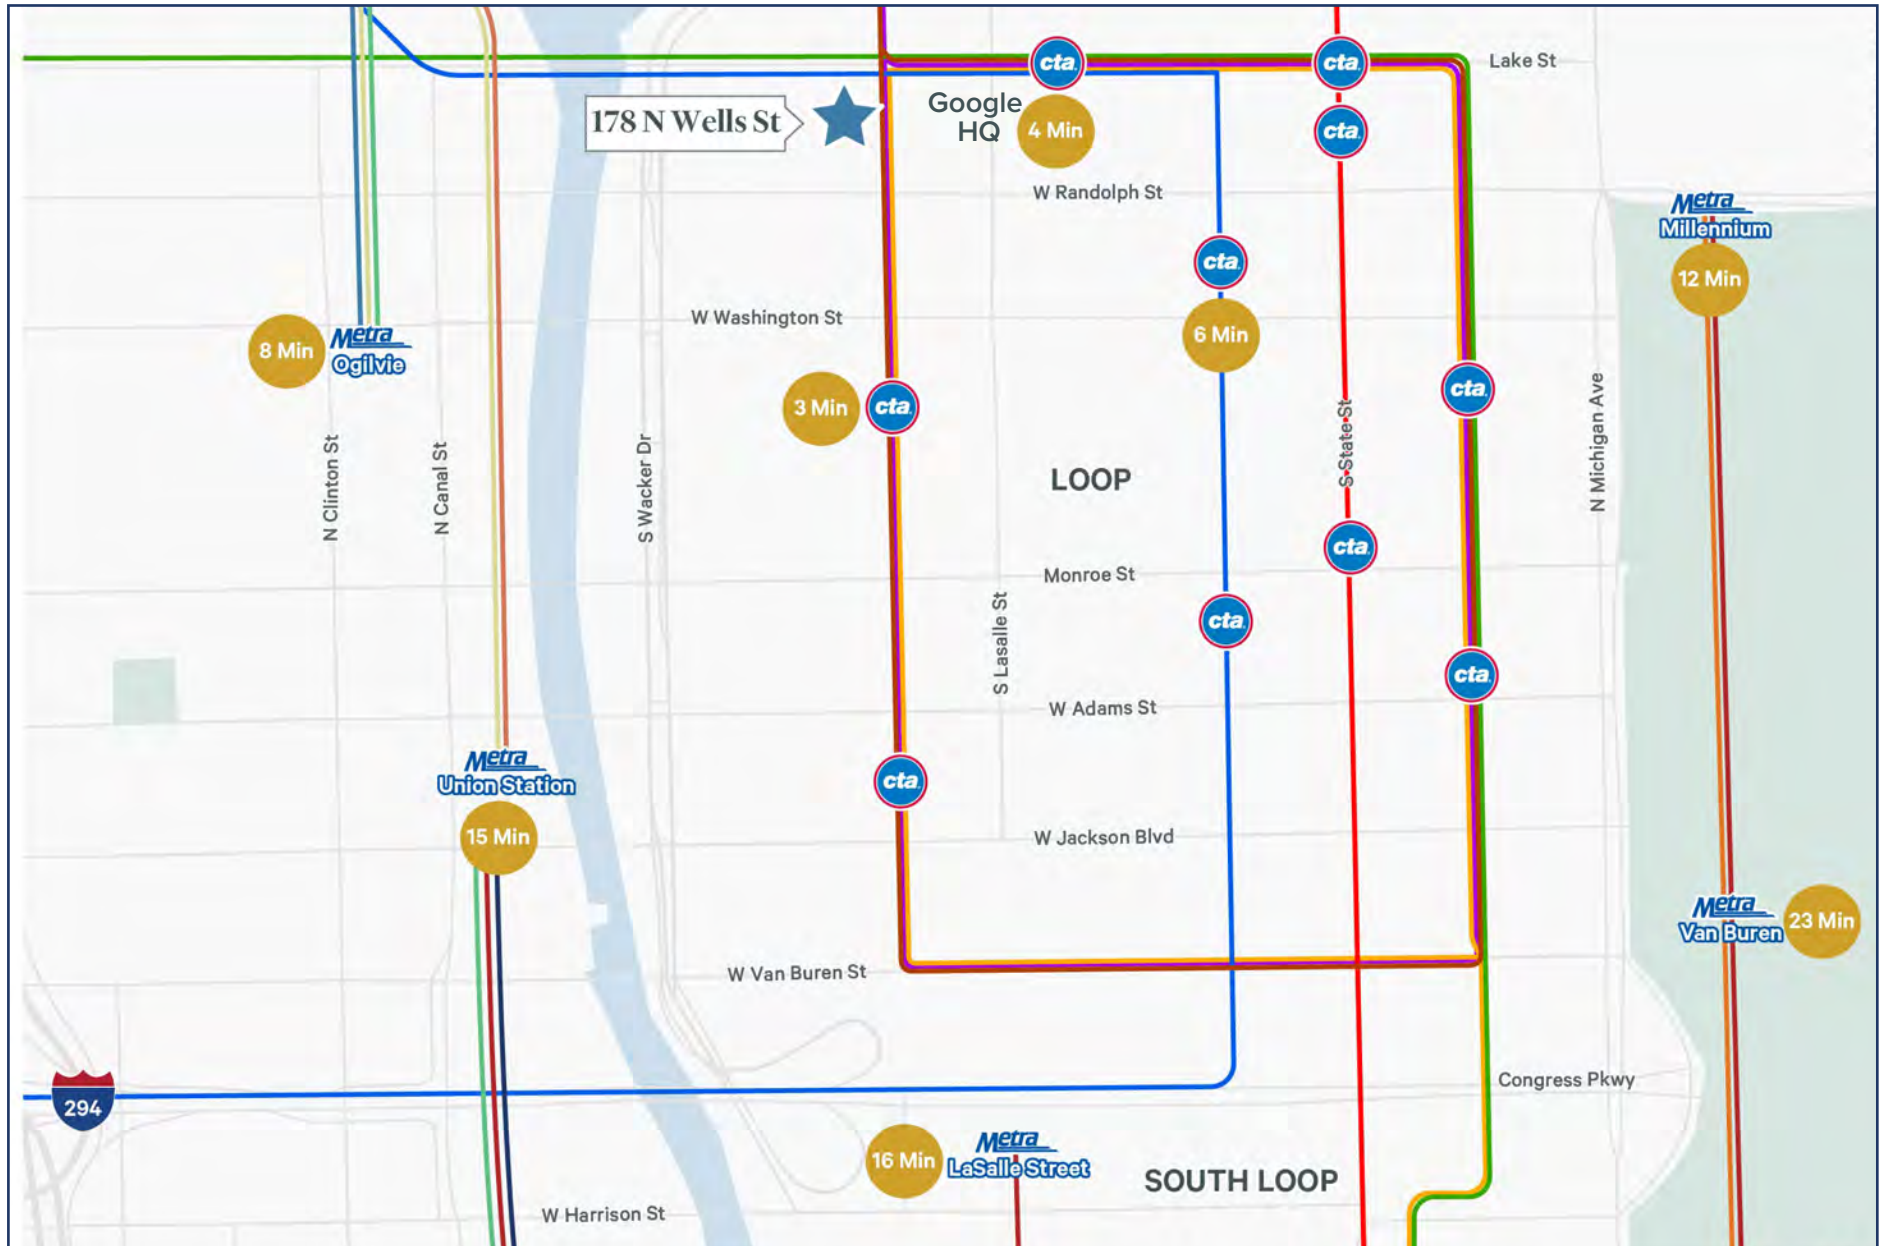 cta.
cta.
Lake St
178 N Wells St
Google
HQ
4 Min
cta.
W Randolph St
Metra
Millennium
12 Min
cta.
W Washington St
6 Min
8 Min
Metra
Ogilvie
3 Min
cta.
cta.
N Clinton St
N Canal St
S Wacker Dr
LOOP
S State St
N Michigan Ave
cta.
Monroe St
S Lasalle St
cta.
cta.
W Adams St
Metra
Union Station
15 Min
cta.
W Jackson Blvd
Metra
Van Buren
23 Min
W Van Buren St
294
Congress Pkwy
16 Min
Metra
LaSalle Street
SOUTH LOOP
W Harrison St